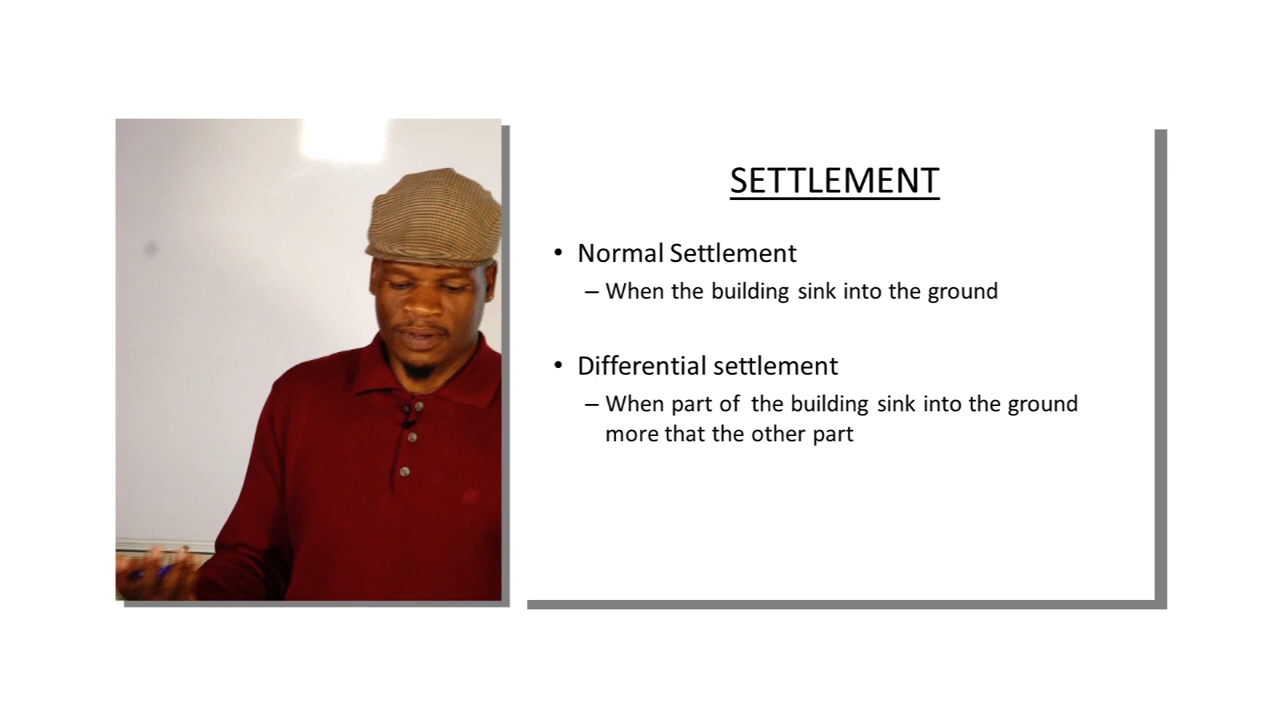 SETTLEMENT
• Normal Settlement
– When the building sink into the ground
• Differential settlement
– When part of the building sink into the ground
more that the other part